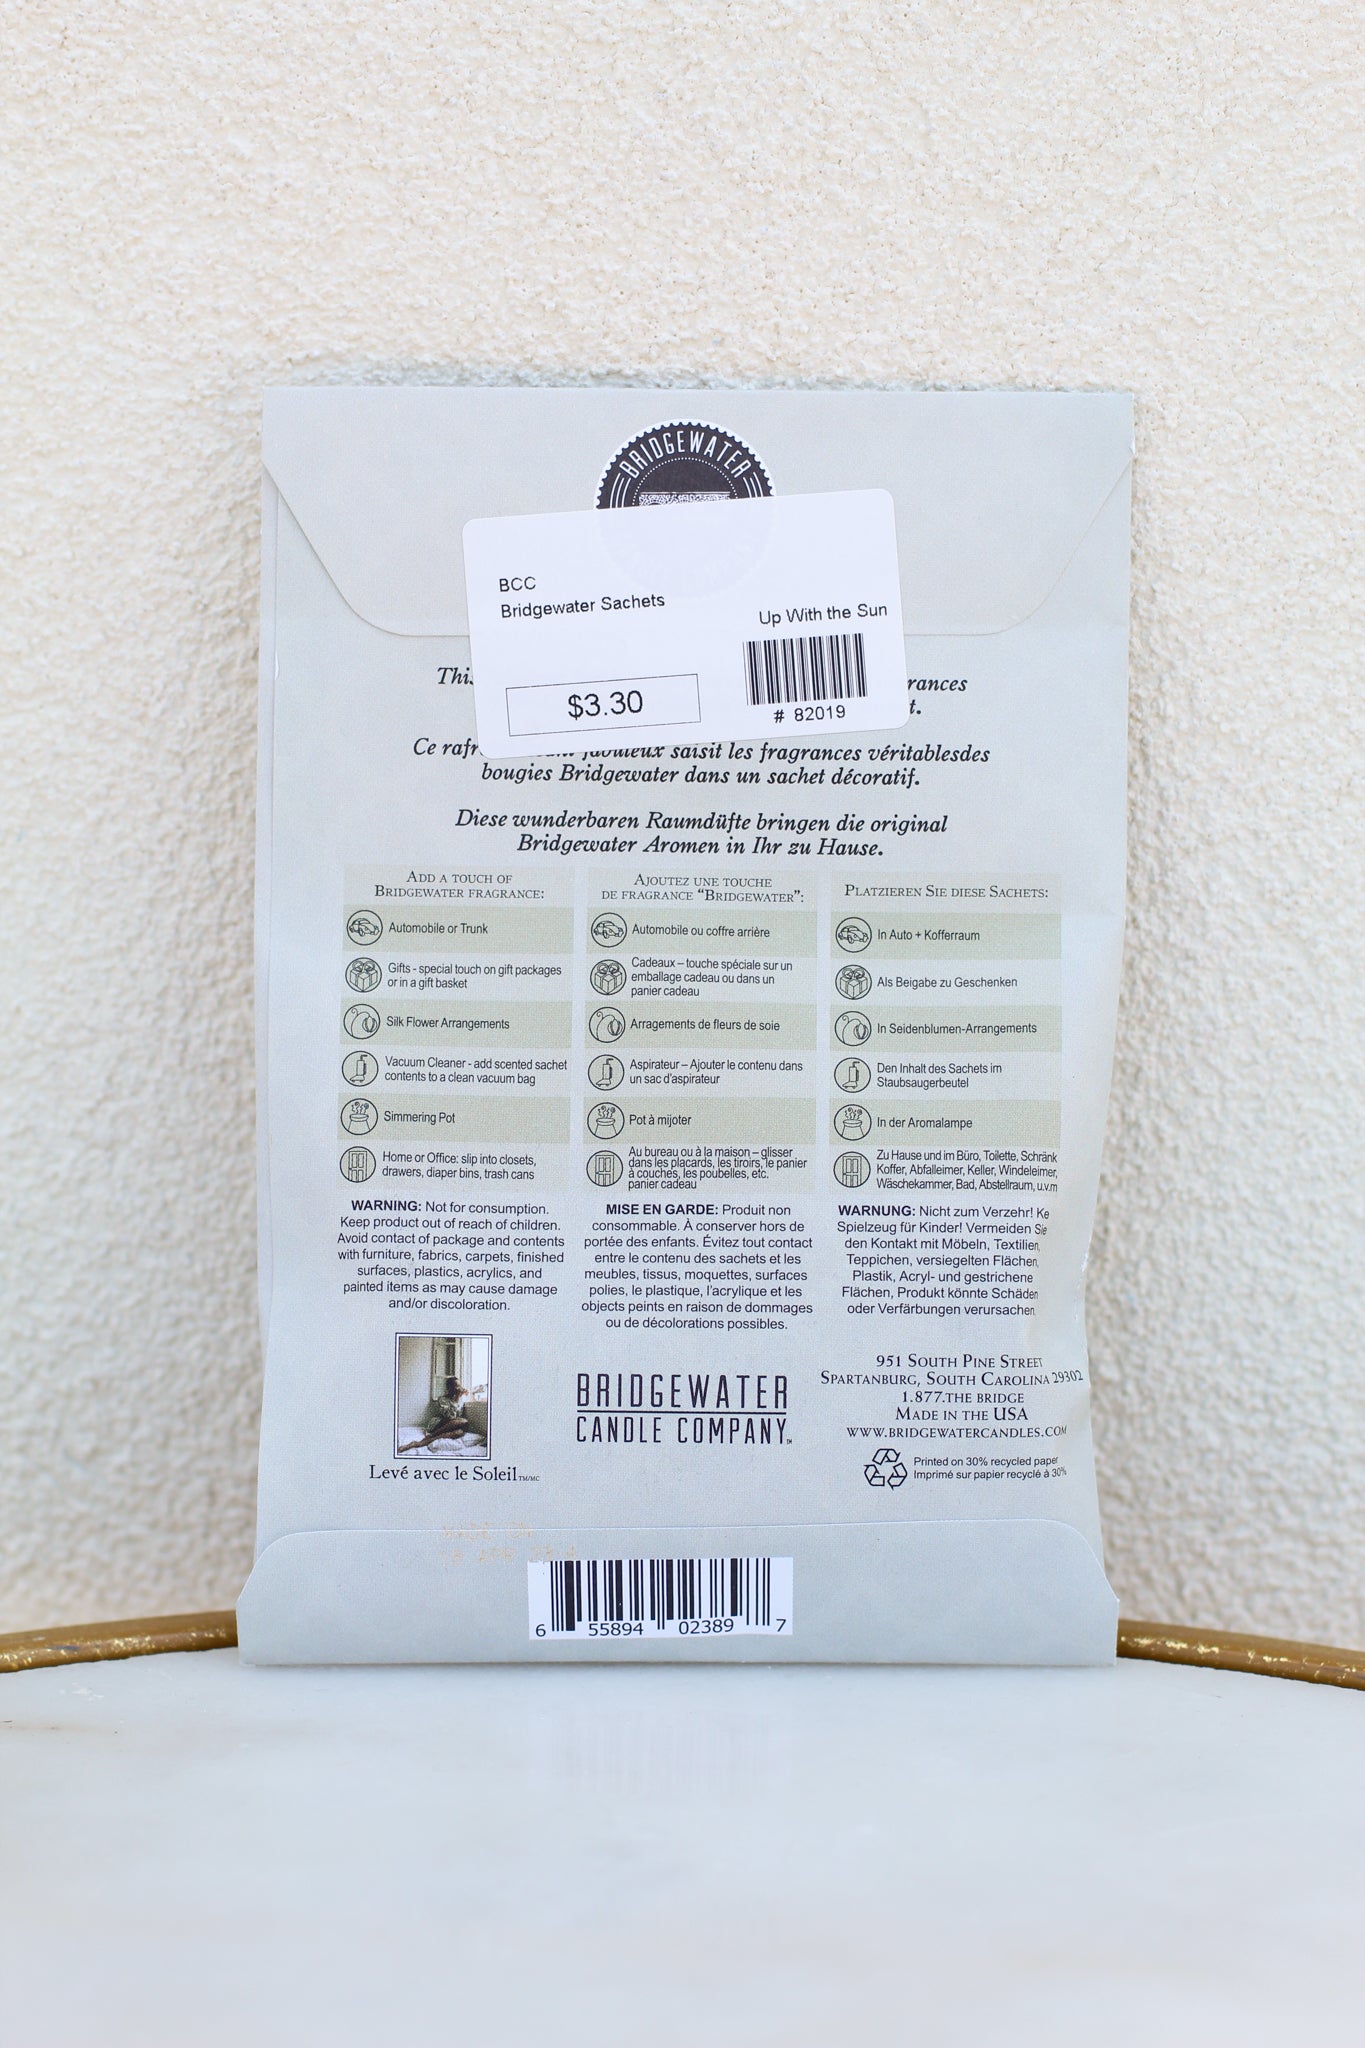 BRIDGEWATER
BCC
Bridgewater Sachets
Up With the Sun
$3.30
# 82019
rances
t.
Ce fabuleux saisit les fragrances véritablesdes
bougies Bridgewater dans un sachet décoratif.
Diese wunderbaren Raumdüfte bringen die original
Bridgewater Aromen in Ihr zu Hause.
ADD A TOUCH OF
BRIDGEWATER FRAGRANCE:
Automobile or Trunk
Gifts - special touch on gift packages
or in a gift basket
Silk Flower Arrangements
Vacuum Cleaner - add scented sachet
contents to a clean vacuum bag
Simmering Pot
Home or Office: slip into closets,
drawers, diaper bins, trash cans
WARNING: Not for consumption.
Keep product out of reach of children.
Avoid contact of package and contents
with furniture, fabrics, carpets, finished
surfaces, plastics, acrylics, and
painted items as may cause damage
and/or discoloration.
AJOUTEZ UNE TOUCHE
DE FRAGRANCE “BRIDGEWATER”:
Automobile ou coffre arrière
Cadeaux – touche spéciale sur un
emballage cadeau ou dans un
panier cadeau
Arragements de fleurs de soie
Aspirateur – Ajouter le contenu dans
un sac d'aspirateur
Pot à mijoter
Au bureau ou à la maison – glisser
dans les placards, les tiroirs, le panier
à couches, les poubelles, etc.
panier cadeau
MISE EN GARDE: Produit non
consommable. À conserver hors de
portée des enfants. Évitez tout contact
entre le contenu des sachets et les
meubles, tissus, moquettes, surfaces
polies, le plastique, l'acrylique et les
objects peints en raison de dommages
ou de décolorations possibles.
PLATZIEREN SIE DIESE SACHETS:
In Auto + Kofferraum
Als Beigabe zu Geschenken
In Seidenblumen-Arrangements
Den Inhalt des Sachets im
Staubsaugerbeutel
In der Aromalampe
Zu Hause und im Büro, Toilette, Schränk
Koffer, Abfalleimer, Keller, Windeleimer,
Wäschekammer, Bad, Abstellraum, u.v.m
WARNUNG: Nicht zum Verzehr! Ke
Spielzeug für Kinder! Vermeiden Sie
den Kontakt mit Möbeln, Textilien,
Teppichen, versiegelten Flächen,
Plastik, Acryl- und gestrichene
Flächen, Produkt könnte Schäden
oder Verfärbungen verursachen.
Levé avec le Soleil TM/MC
BRIDGEWATER
CANDLE COMPANY™
951 SOUTH PINE STREET
SPARTANBURG, SOUTH CAROLINA 29302
1.877.THE BRIDGE
MADE IN THE USA
WWW.BRIDGEWATERCANDLES.COM
Printed on 30% recycled paper
Imprimé sur papier recyclé à 30%
6 55894 02389 7